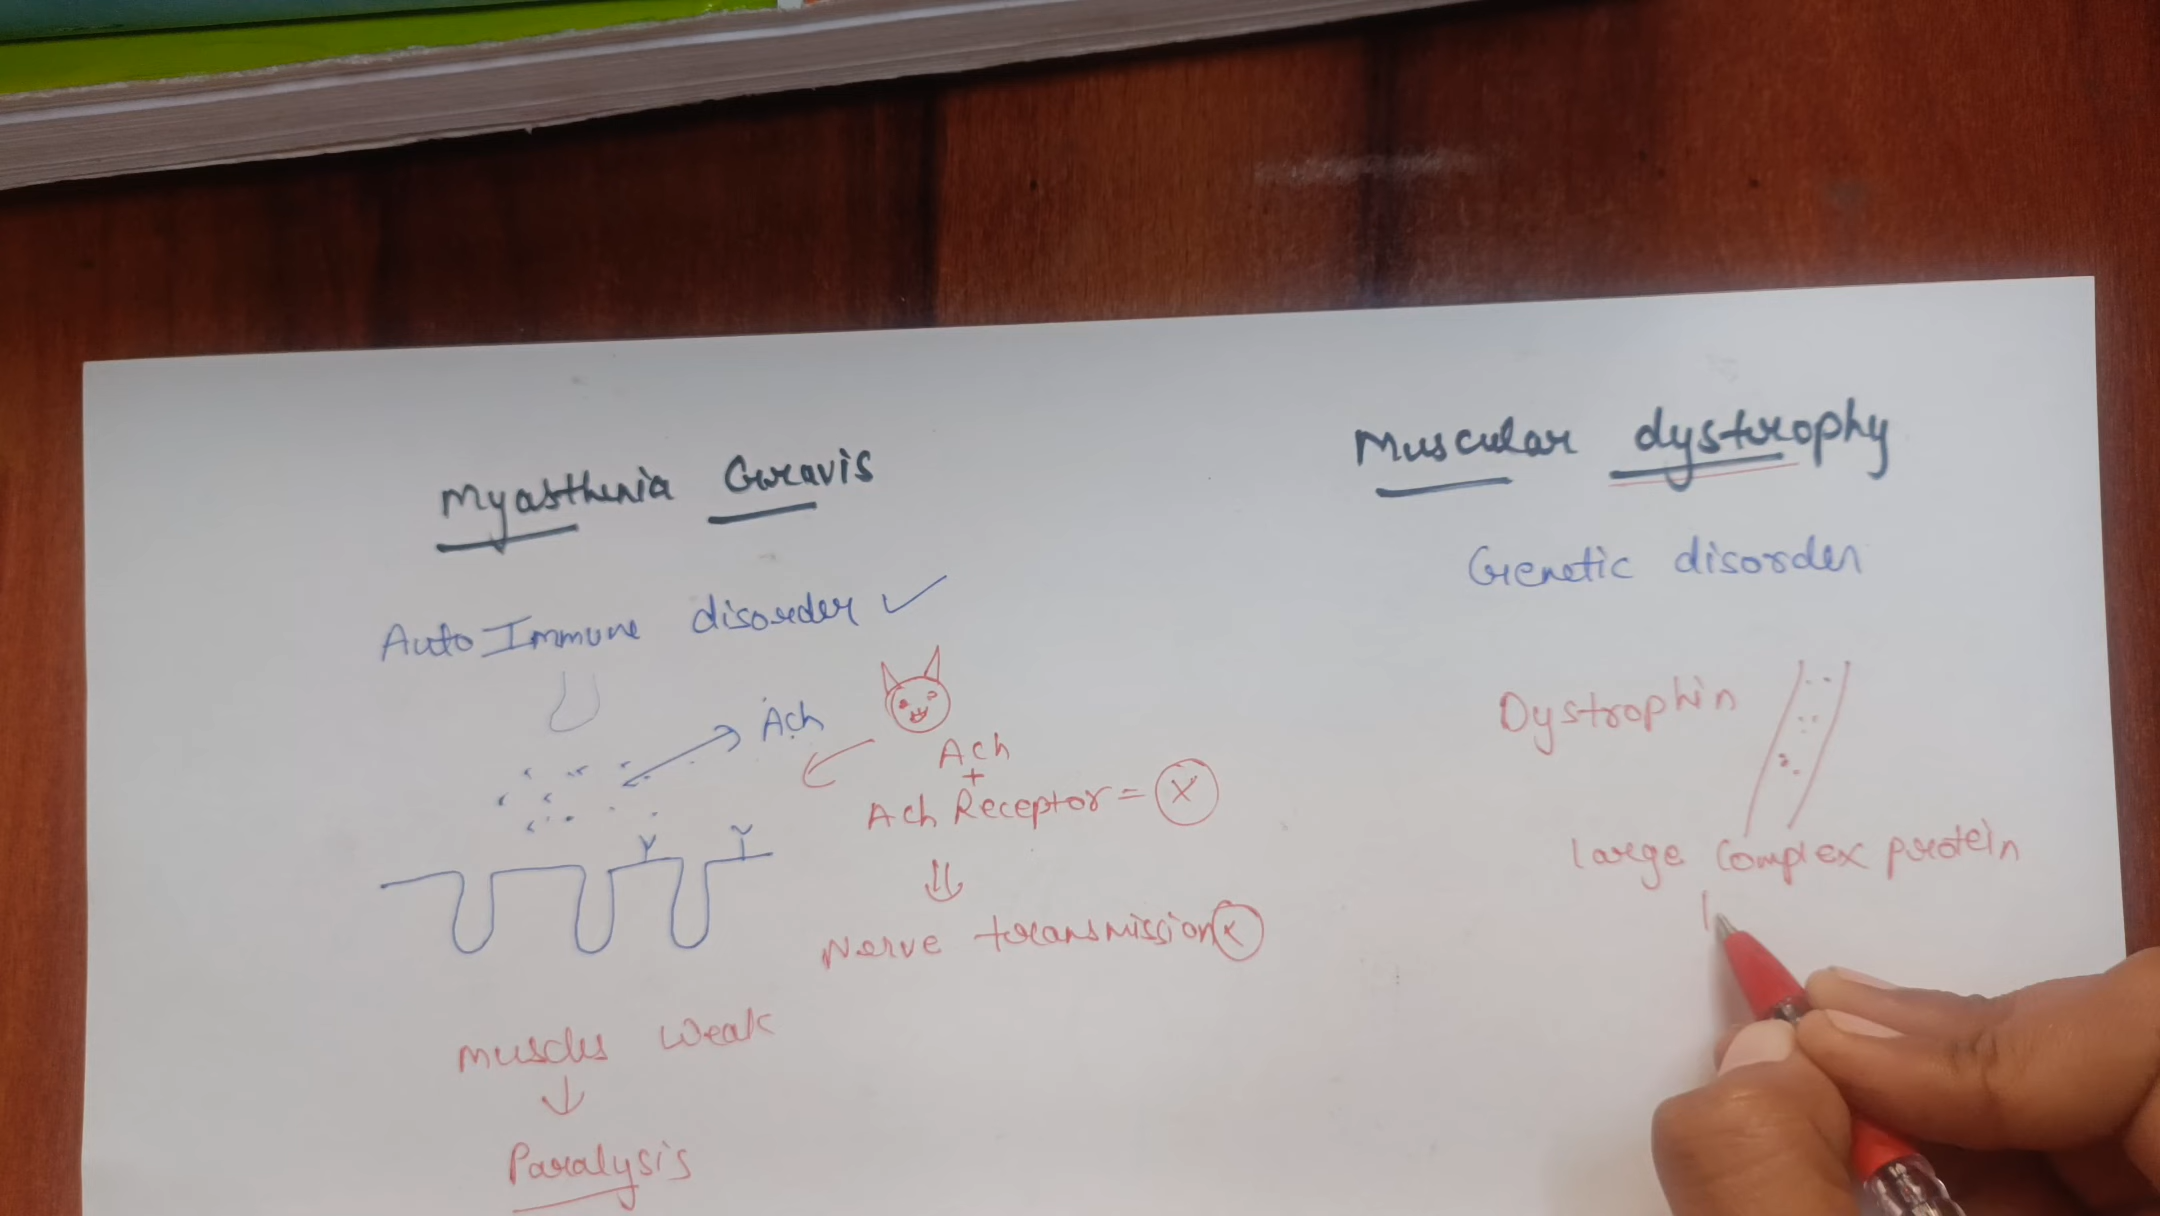 Myasthenia Gravis
Auto Immune disorder ✓
Ach
Ach
+
Ach Receptor = X
Nerve transmission X
Muscles Weak
↓
Paralysis
Muscular dystrophy
Genetic disorder
Dystrophin
large Complex protein